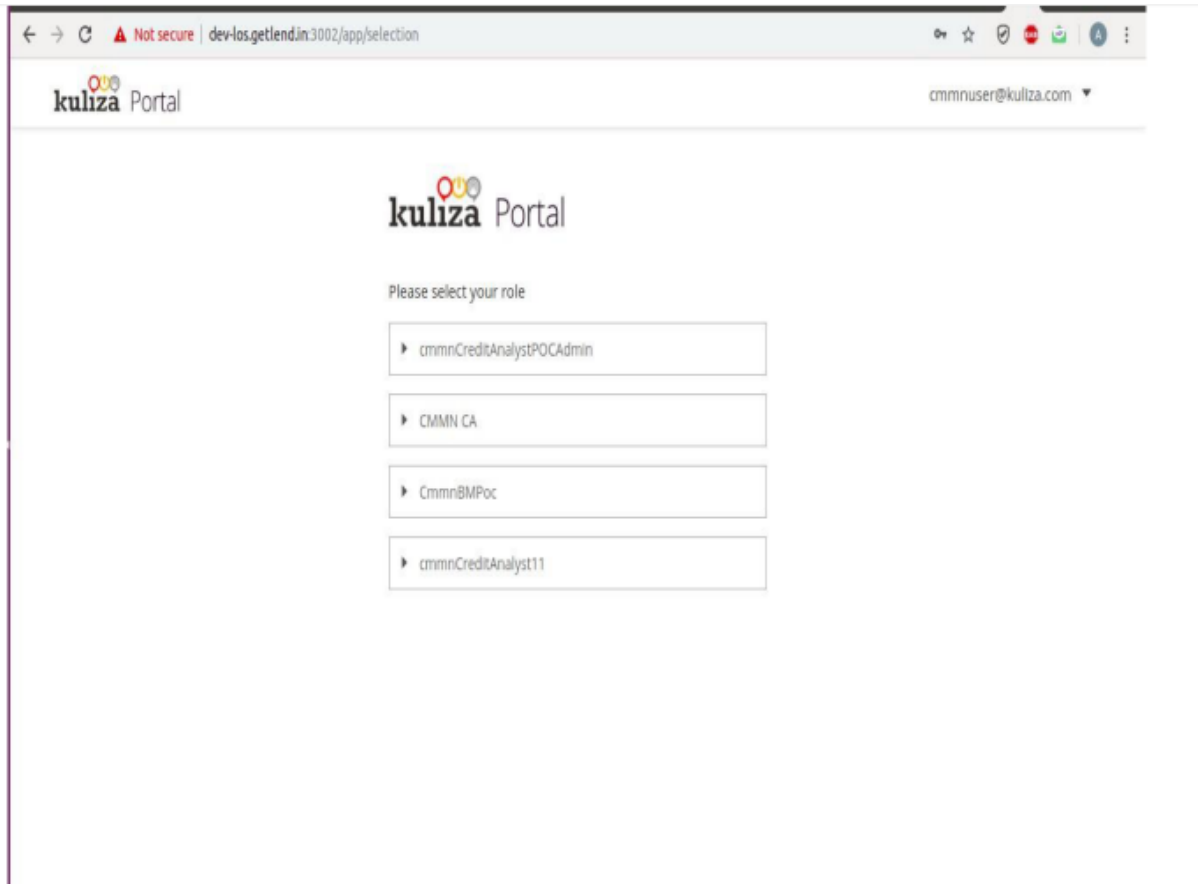 Not secure dev-los.getlend.in:3002/app/selection
A
kuliza Portal
cmmnuser@kuliza.com
kuliza Portal
Please select your role
cmmnCreditAnalystPOCAdmin
CMMN CA
CmmnBMPoc
cmmnCreditAnalyst11